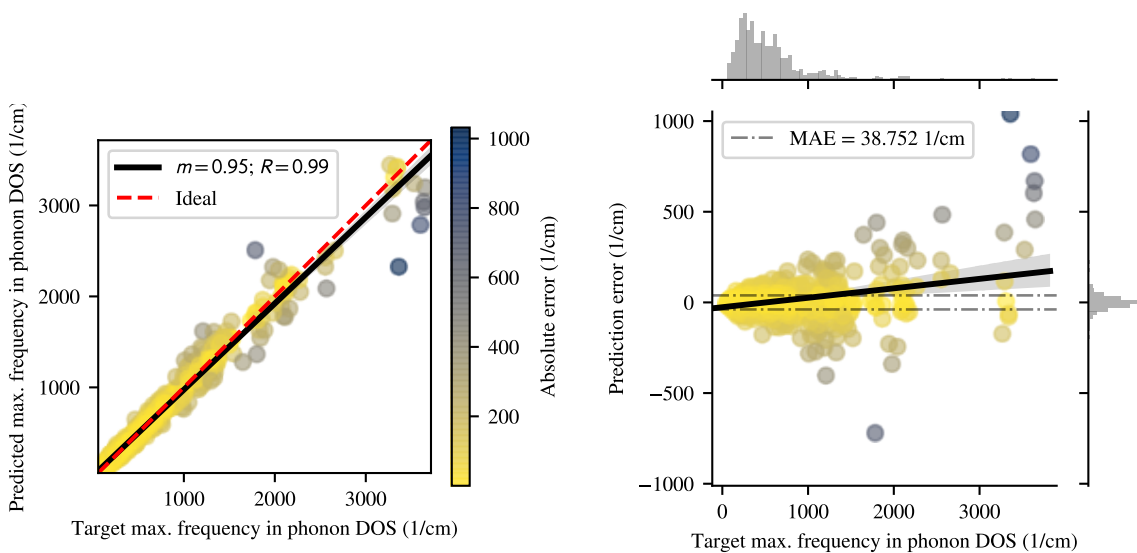 Predicted max. frequency in phonon DOS (1/cm)
3000
2000
1000
m=0.95; R=0.99
Ideal
1000 2000 3000
Target max. frequency in phonon DOS (1/cm)
1000
800
600
400
200
Absolute error (1/cm)
Prediction error (1/cm)
1000
500
0
−500
−1000
MAE = 38.752 1/cm
0 1000 2000 3000
Target max. frequency in phonon DOS (1/cm)